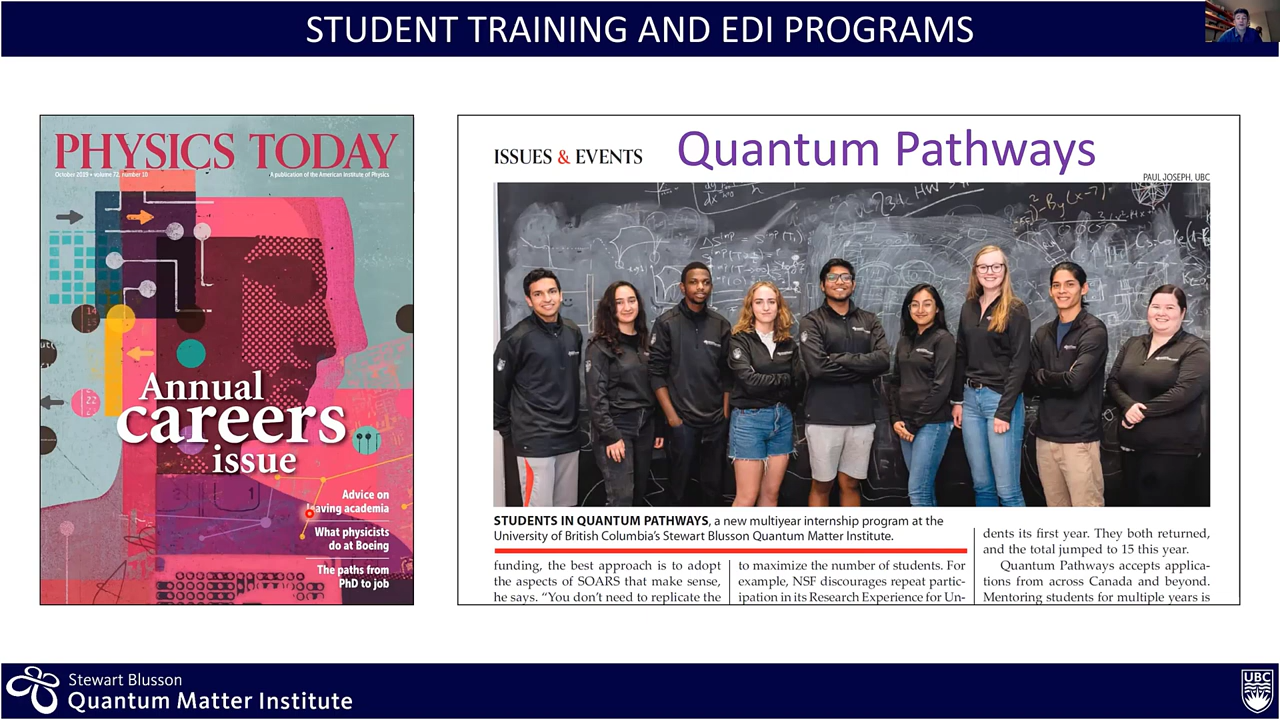 STUDENT TRAINING AND EDI PROGRAMS
PHYSICS TODAY
October 2019 • volume 72, number 10
A publication of the American Institute of Physics
Annual
careers
issue
Advice on
leaving academia
What physicists
do at Boeing
The paths from
PhD to job
ISSUES & EVENTS
Quantum Pathways
PAUL JOSEPH, UBC
STUDENTS IN QUANTUM PATHWAYS, a new multiyear internship program at the
University of British Columbia's Stewart Blusson Quantum Matter Institute.
funding, the best approach is to adopt
the aspects of SOARS that make sense,
he says. “You don't need to replicate the
to maximize the number of students. For
example, NSF discourages repeat partic-
ipation in its Research Experience for Un-
dents its first year. They both returned,
and the total jumped to 15 this year.
Quantum Pathways accepts applica-
tions from across Canada and beyond.
Mentoring students for multiple years is
Stewart Blusson
Quantum Matter Institute
UBC